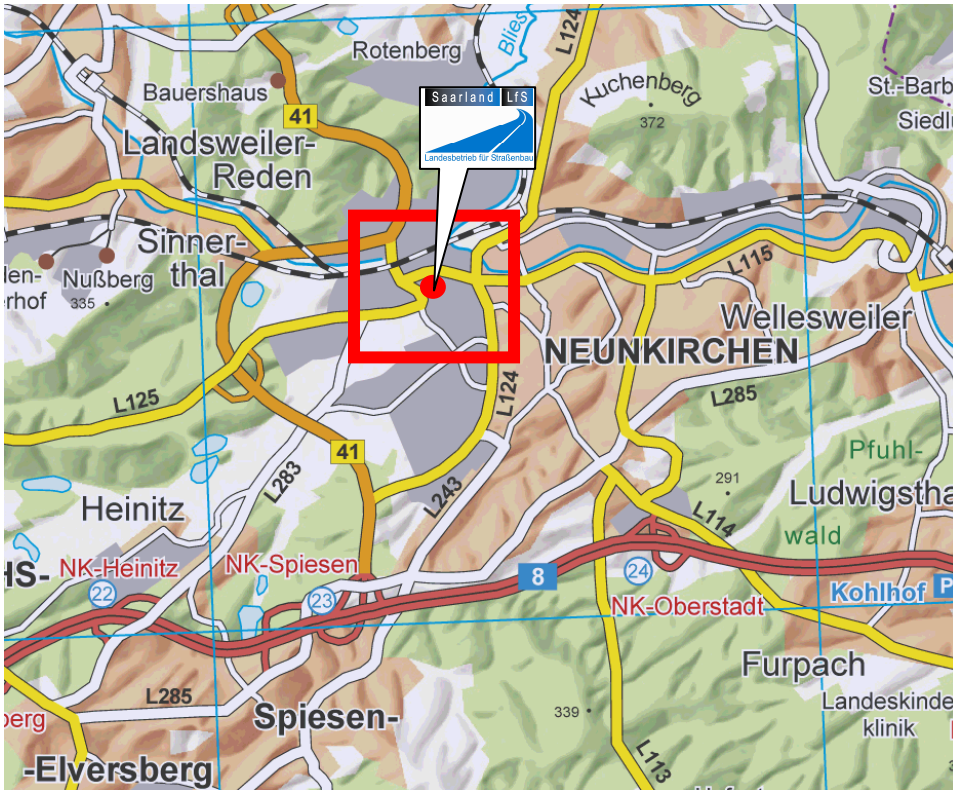 Rotenberg
Blies
L124
Kuchenberg
372
St.-Barb
Siedlu
Bauershaus
41
Saarland LfS
Landesbetrieb für Straßenbau
Landsweiler-
Reden
Sinner-
thal
den-
erhof
Nußberg
335
L115
Wellesweiler
NEUNKIRCHEN
L125
L124
L285
41
Pfuhl-
291
Ludwigstha
wald
L283
L243
L114
Heinitz
HS-
NK-Heinitz
22
NK-Spiesen
23
8
24
NK-Oberstadt
Kohlhof
P
Furpach
L285
berg
Spiesen-
-Elversberg
339
L113
Landeskinde
klinik